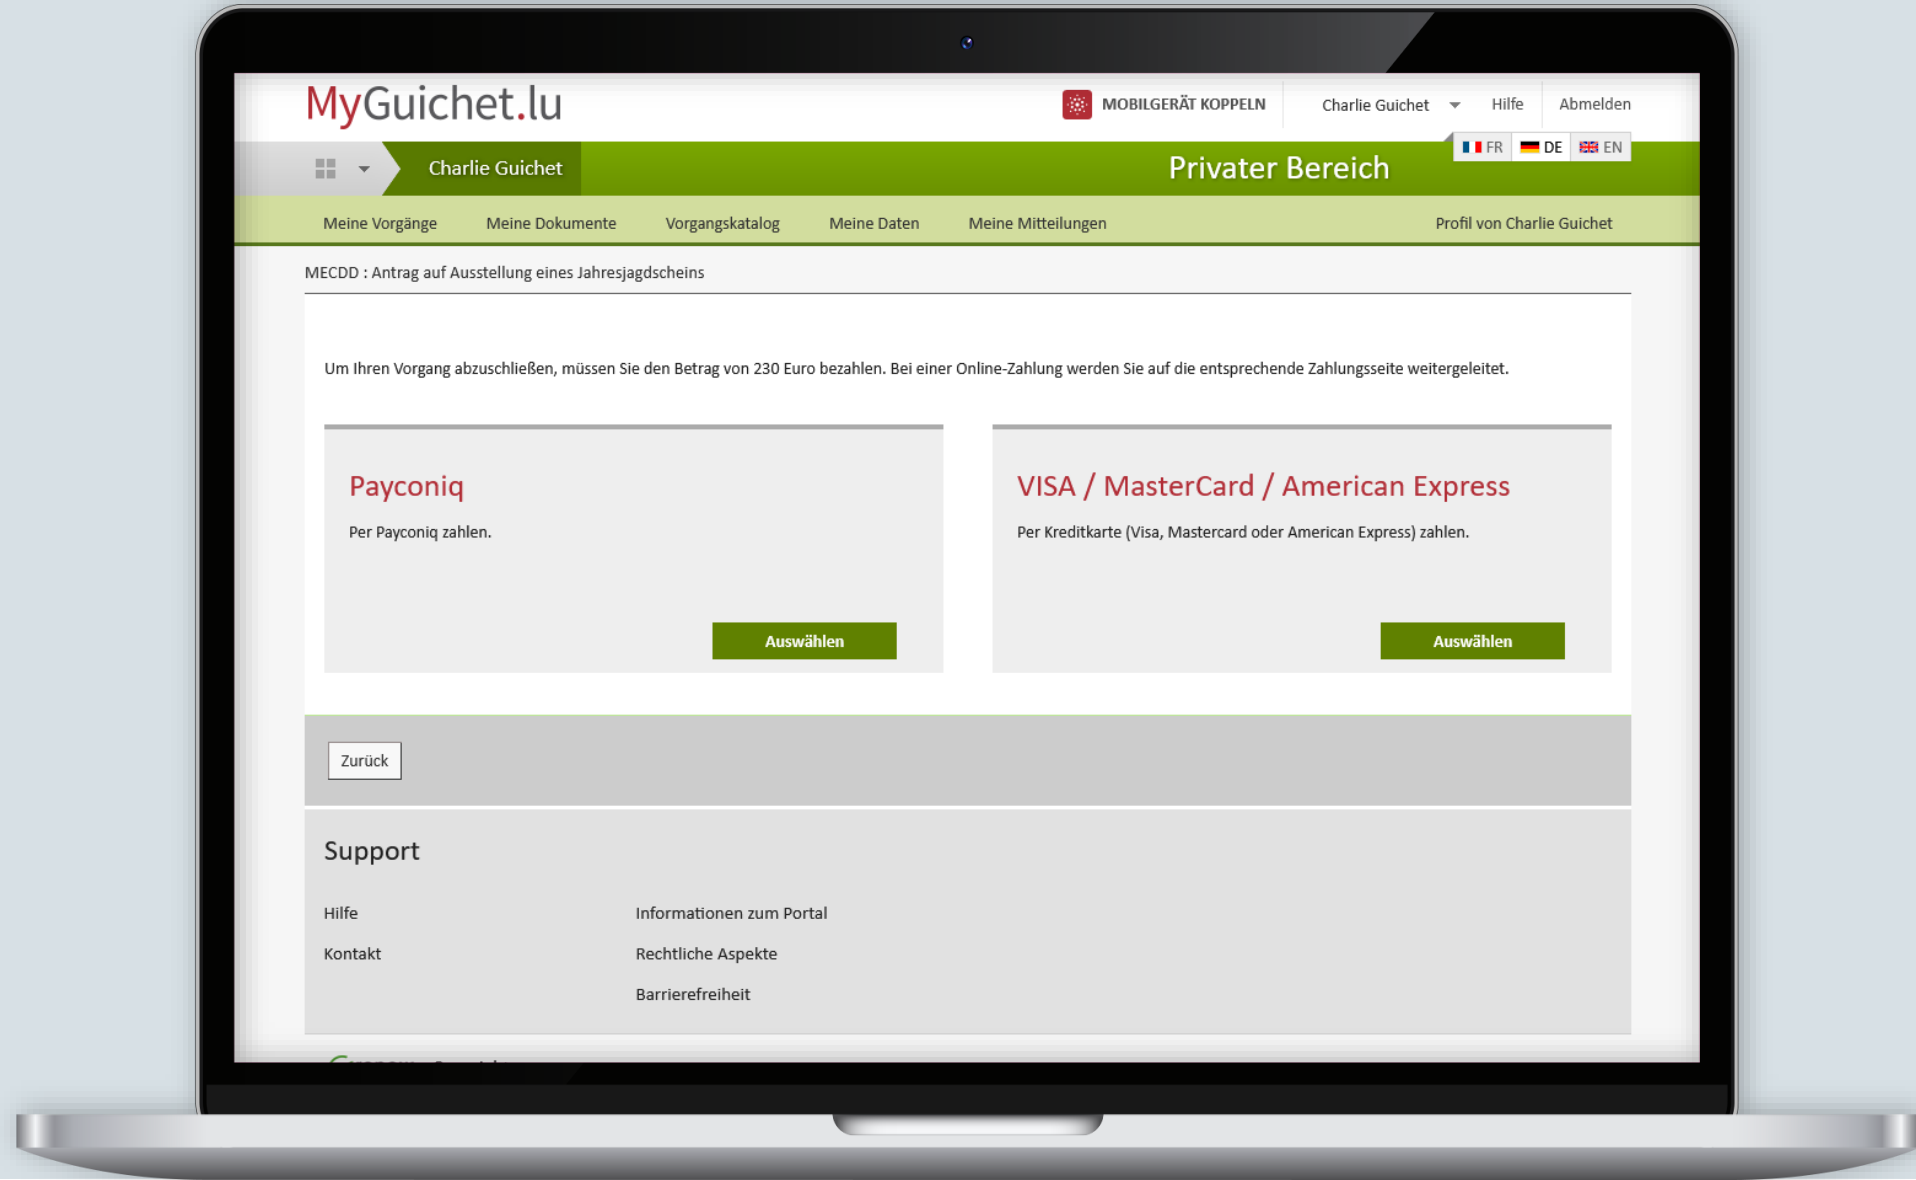 MyGuichet.lu
MOBILGERÄT KOPPELN
Charlie Guichet
Hilfe
Abmelden
FR
DE
EN
Charlie Guichet
Privater Bereich
Meine Vorgänge
Meine Dokumente
Vorgangskatalog
Meine Daten
Meine Mitteilungen
Profil von Charlie Guichet
MECDD : Antrag auf Ausstellung eines Jahresjagdscheins
Um Ihren Vorgang abzuschließen, müssen Sie den Betrag von 230 Euro bezahlen. Bei einer Online-Zahlung werden Sie auf die entsprechende Zahlungsseite weitergeleitet.
Payconiq
Per Payconiq zahlen.
Auswählen
VISA / MasterCard / American Express
Per Kreditkarte (Visa, Mastercard oder American Express) zahlen.
Auswählen
Zurück
Support
Hilfe
Kontakt
Informationen zum Portal
Rechtliche Aspekte
Barrierefreiheit